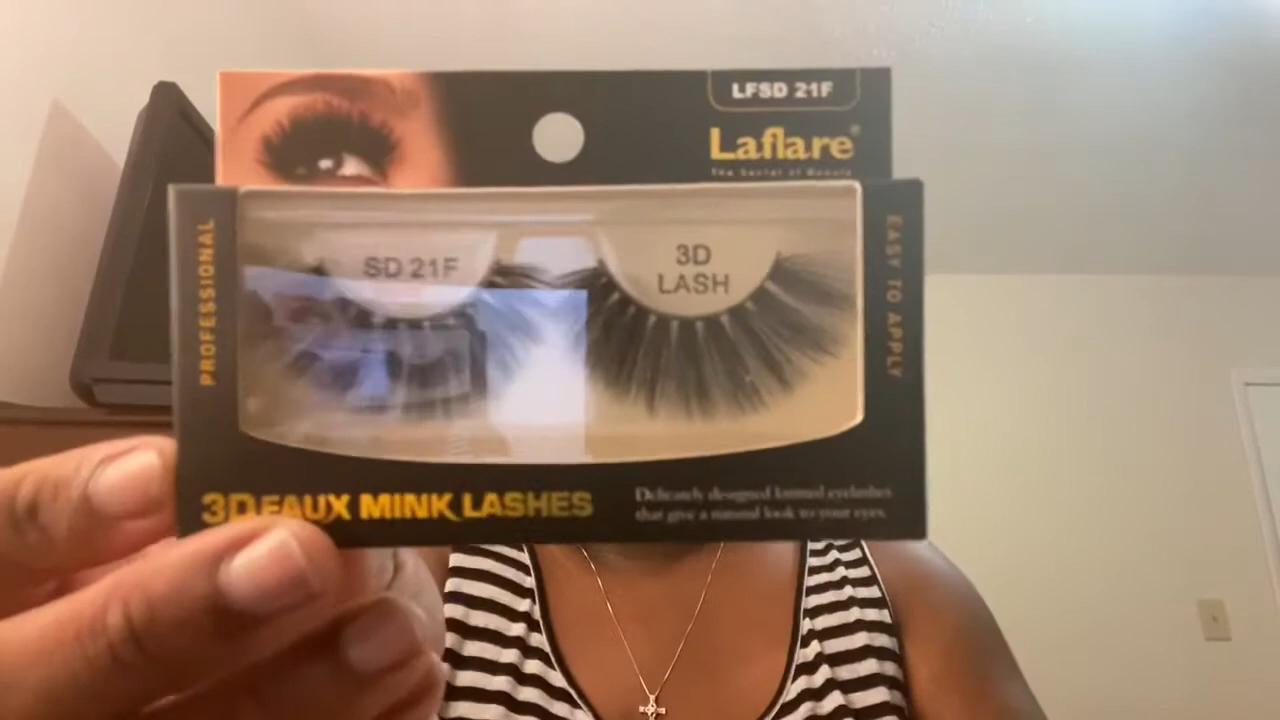 LFSD 21F
Laflare®
The Secret of Beauty
PROFESSIONAL
SD 21F
3D
LASH
EASY TO APPLY
3D FAUX MINK LASHES
Delicately designed knotted eyelashes
that give a natural look to your eyes.